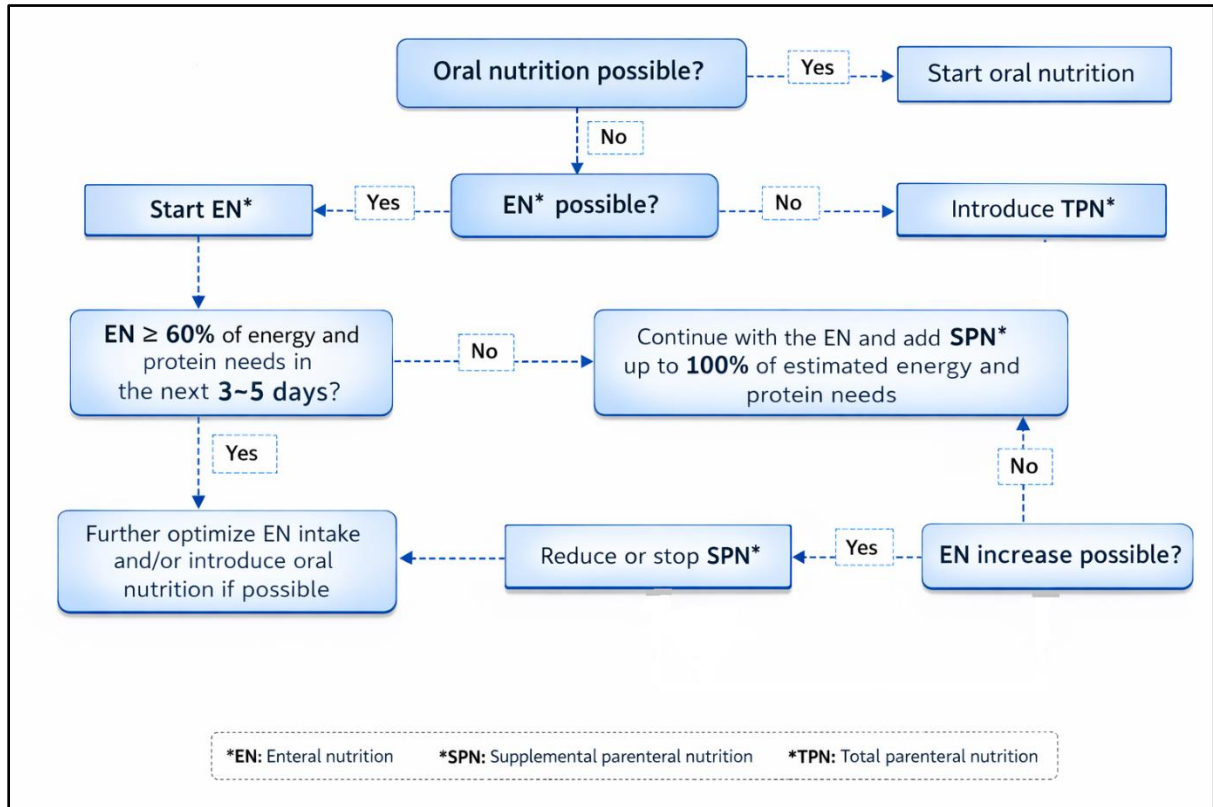 Oral nutrition possible?
Yes
Start oral nutrition
No
Start EN*
Yes
EN* possible?
No
Introduce TPN*
EN ≥ 60% of energy and
protein needs in
the next 3~5 days?
No
Continue with the EN and add SPN*
up to 100% of estimated energy and
protein needs
Yes
No
Further optimize EN intake
and/or introduce oral
nutrition if possible
Reduce or stop SPN*
Yes
EN increase possible?
*EN: Enteral nutrition
*SPN: Supplemental parenteral nutrition
*TPN: Total parenteral nutrition